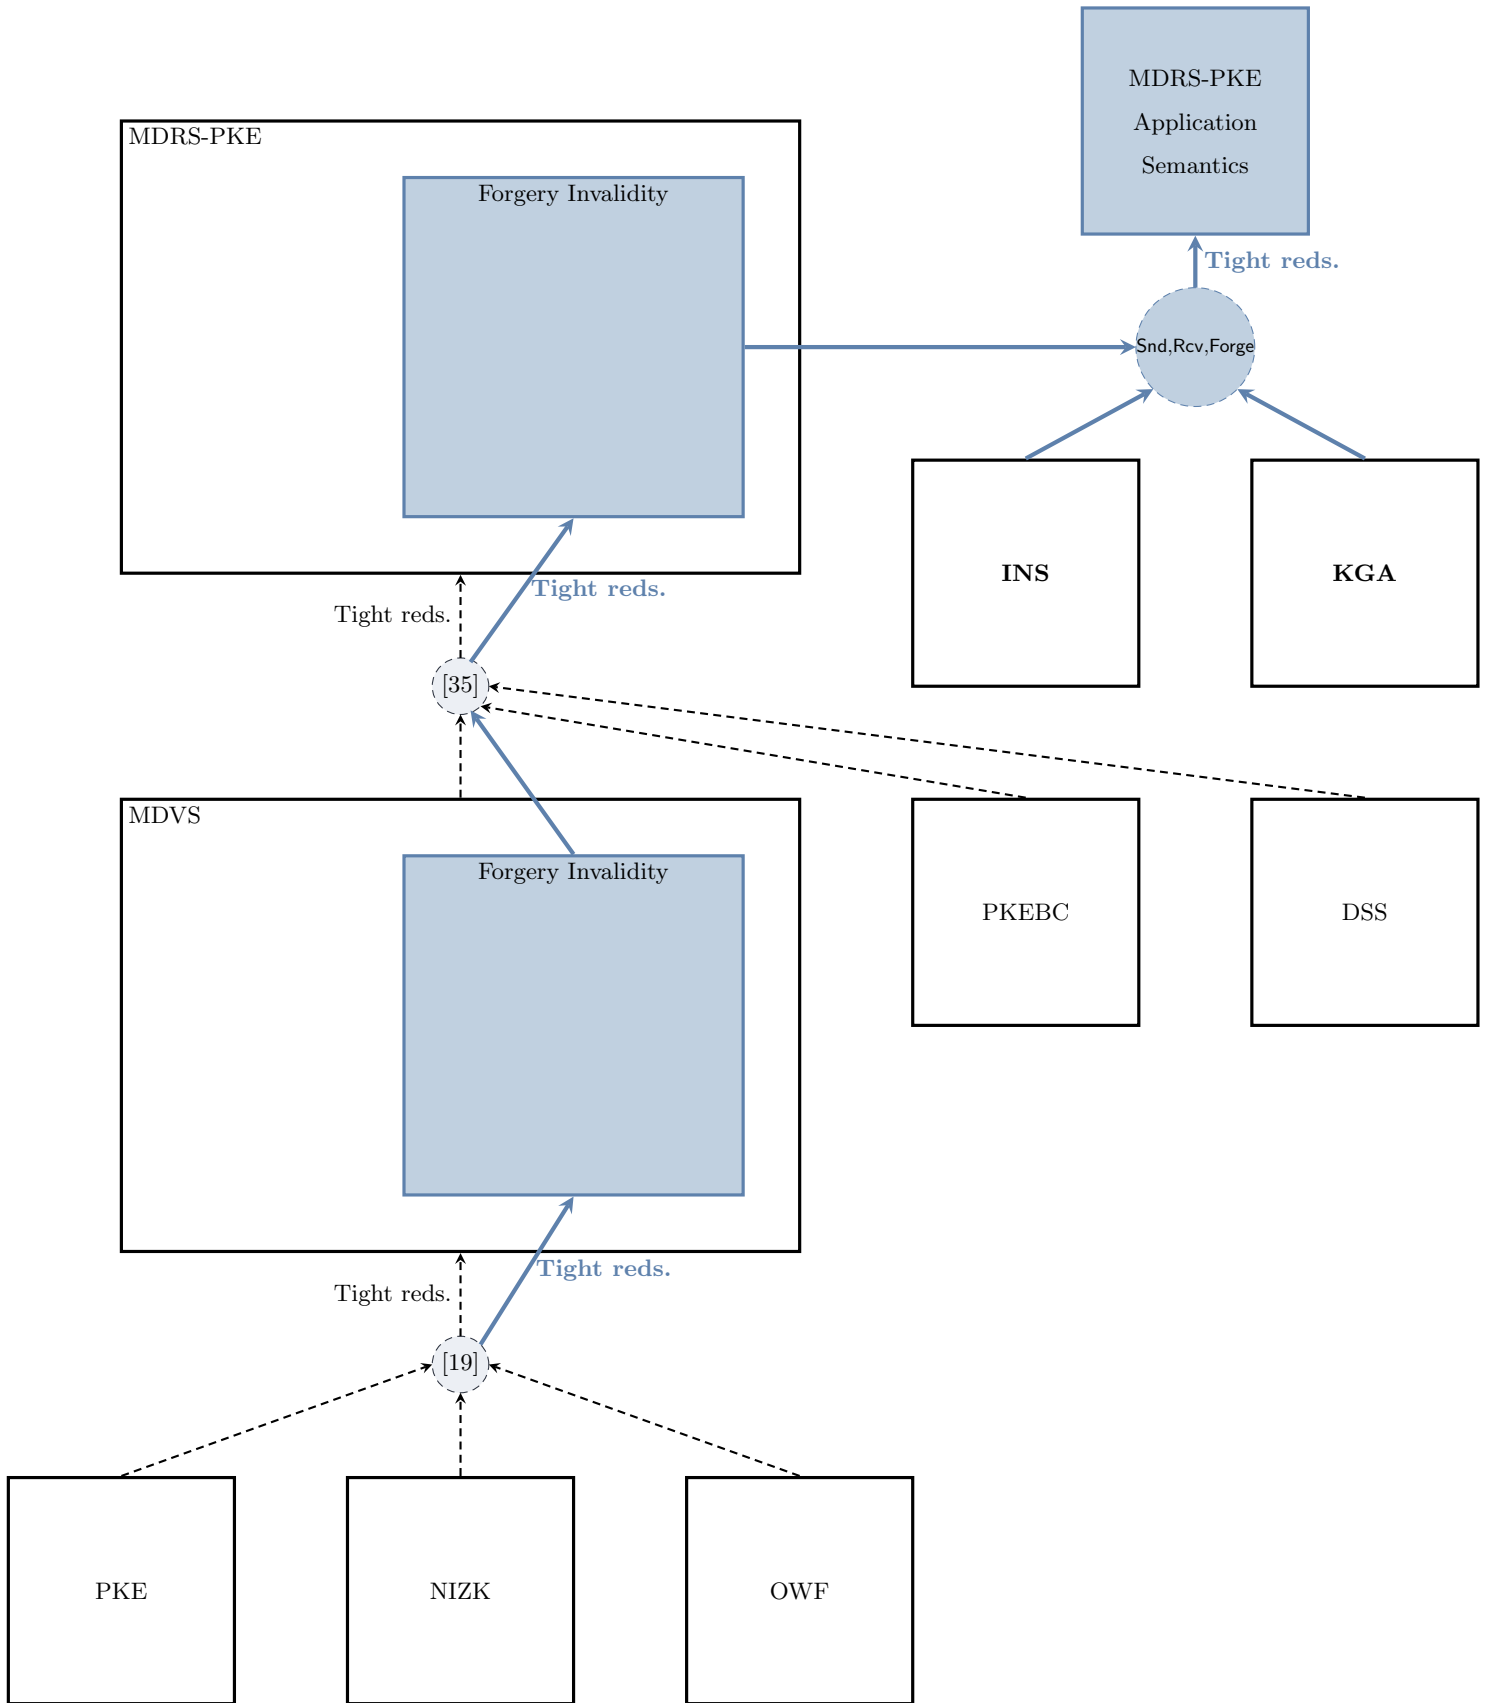 MDRS-PKE
Application
Semantics
MDRS-PKE
Forgery Invalidity
Tight reds.
Snd,Rcv,Forge
INS
KGA
Tight reds.
Tight reds.
[35]
MDVS
Forgery Invalidity
PKEBC
DSS
Tight reds.
Tight reds.
[19]
PKE
NIZK
OWF